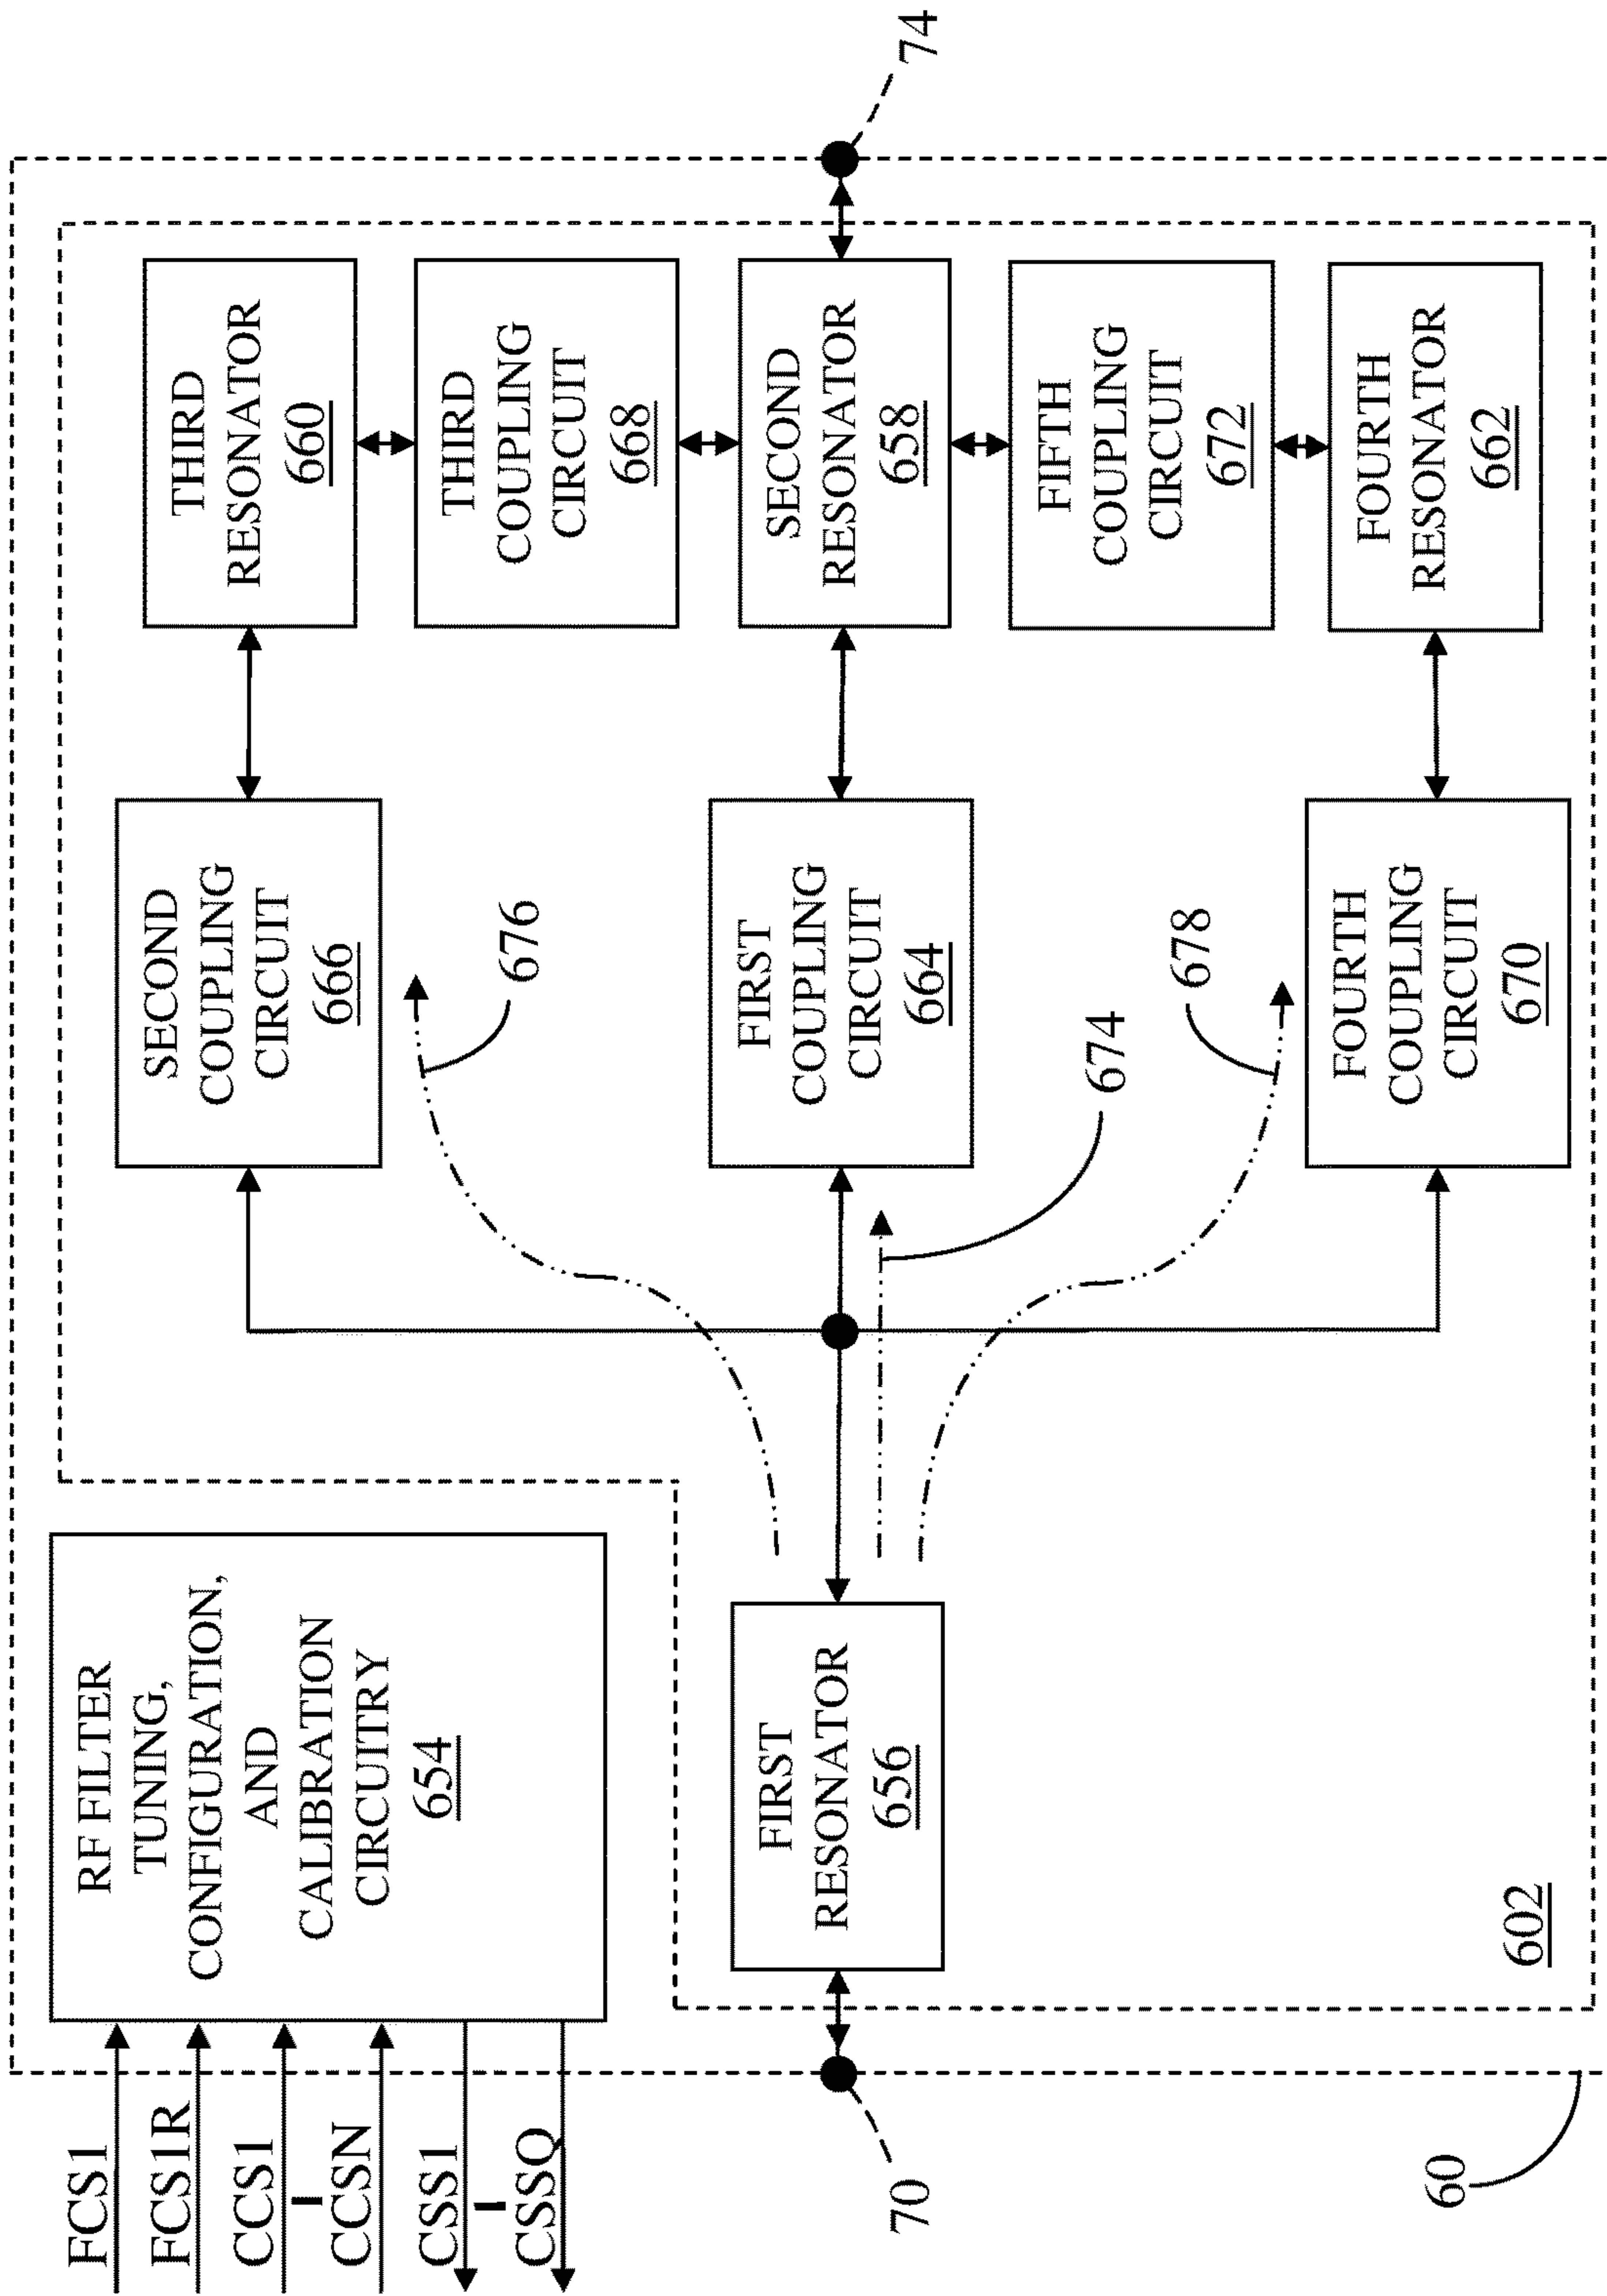 FCS1
FCS1R
CCS1
CCSN
CSS1
CSSQ
RF FILTER
TUNING,
CONFIGURATION,
AND
CALIBRATION
CIRCUITRY
654
SECOND
COUPLING
CIRCUIT
666
THIRD
RESONATOR
660
676
THIRD
COUPLING
CIRCUIT
668
70
FIRST
RESONATOR
656
FIRST
COUPLING
CIRCUIT
664
SECOND
RESONATOR
658
74
674
678
FIFTH
COUPLING
CIRCUIT
672
FOURTH
COUPLING
CIRCUIT
670
FOURTH
RESONATOR
662
60
602